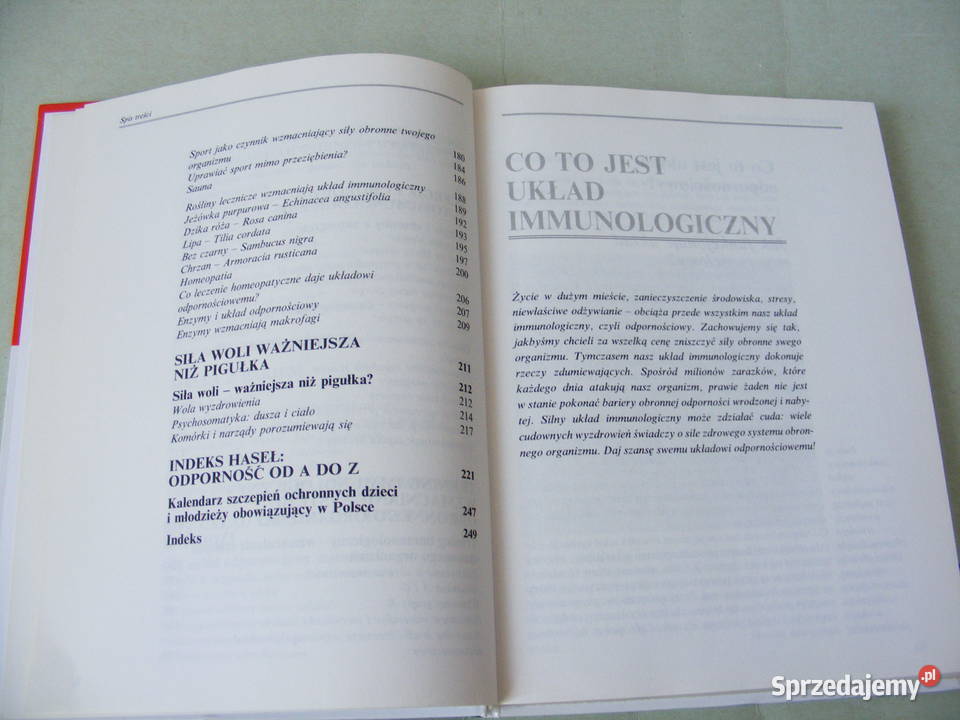 Spis treści
Sport jako czynnik wzmacniający siły obronne twojego
organizmu 180
Uprawiać sport mimo przeziębienia? 184
Sauna 186
Rośliny lecznicze wzmacniają układ immunologiczny 188
Jeżówka purpurowa – Echinacea angustifolia 189
Dzika róża – Rosa canina 192
Lipa – Tilia cordata 193
Bez czarny – Sambucus nigra 195
Chrzan – Armoracia rusticana 197
Homeopatia 200
Co leczenie homeopatyczne daje układowi
odpornościowemu? 206
Enzymy i układ odpornościowy 207
Enzymy wzmacniają makrofagi 209
SIŁA WOLI WAŻNIEJSZA
NIŻ PIGUŁKA 211
Siła woli – ważniejsza niż pigułka? 212
Wola wyzdrowienia 212
Psychosomatyka: dusza i ciało 214
Komórki i narządy porozumiewają się 217
INDEKS HASEŁ:
ODPORNOŚĆ OD A DO Z 221
Kalendarz szczepień ochronnych dzieci
i młodzieży obowiązujący w Polsce 247
Indeks 249
CO TO JEST
UKŁAD
IMMUNOLOGICZNY
Życie w dużym mieście, zanieczyszczenie środowiska, stresy,
niewłaściwe odżywianie – obciąża przede wszystkim nasz układ
immunologiczny, czyli odpornościowy. Zachowujemy się tak,
jakbyśmy chcieli za wszelką cenę zniszczyć siły obronne swego
organizmu. Tymczasem nasz układ immunologiczny dokonuje
rzeczy zdumiewających. Spośród milionów zarazków, które
każdego dnia atakują nasz organizm, prawie żaden nie jest
w stanie pokonać bariery obronnej odporności wrodzonej i naby-
tej. Silny układ immunologiczny może zdziałać cuda: wiele
cudownych wyzdrowień świadczy o sile zdrowego systemu obron-
nego organizmu. Daj szansę swemu układowi odpornościowemu!
Sprzedajemy.pl